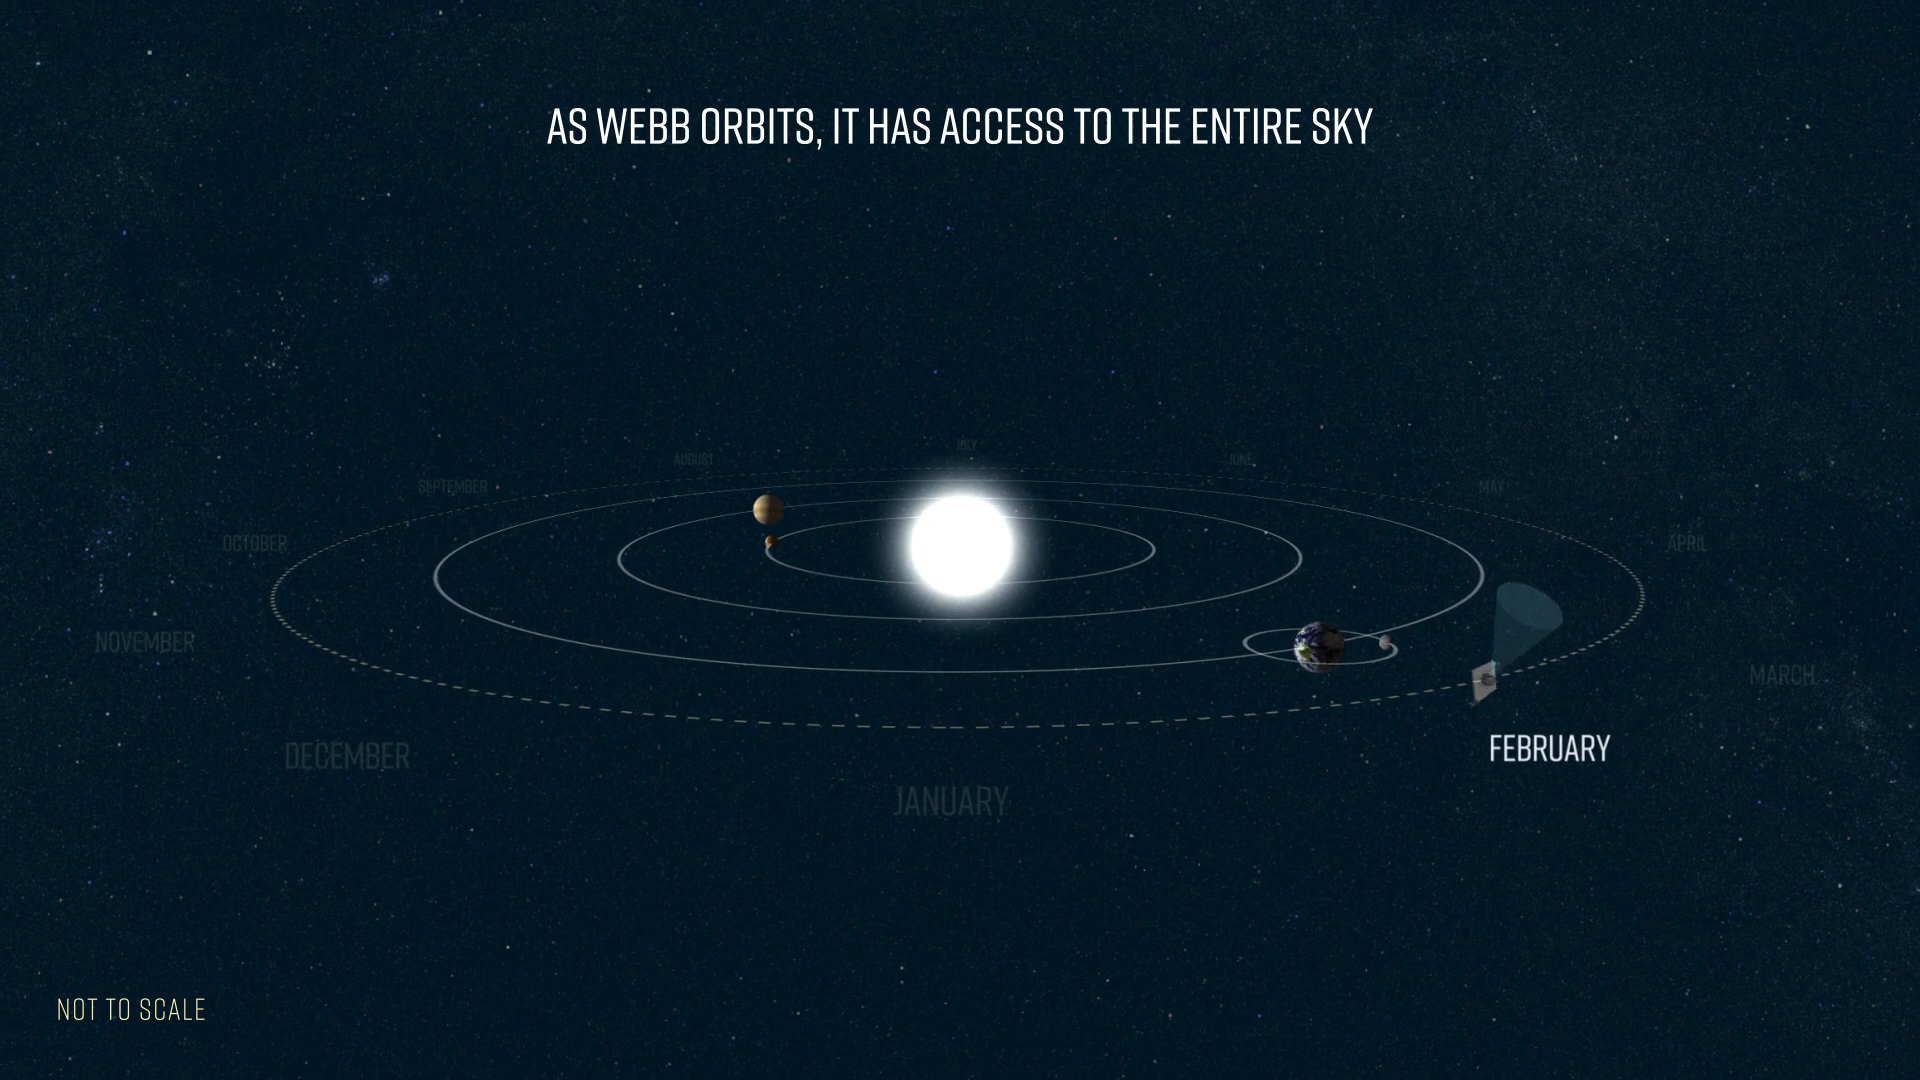 AS WEBB ORBITS, IT HAS ACCESS TO THE ENTIRE SKY
JULY
AUGUST
JUNE
SEPTEMBER
MAY
OCTOBER
APRIL
NOVEMBER
MARCH
FEBRUARY
DECEMBER
JANUARY
NOT TO SCALE